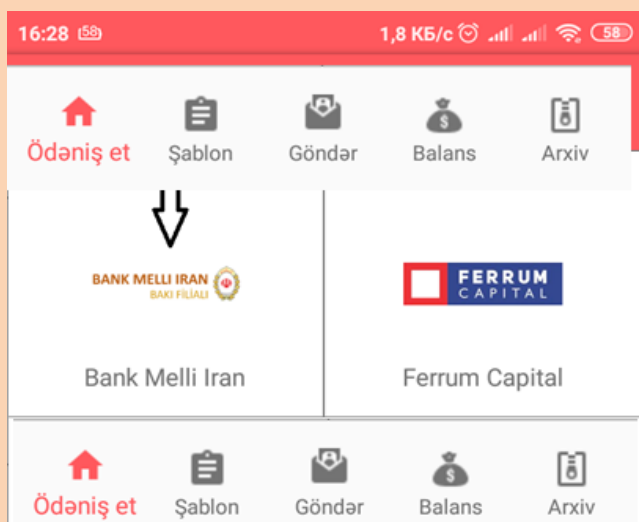 16:28 58 1,8 КБ/с 58
Ödəniş et Şablon Göndər Balans Arxiv
BANK MELLI IRAN
BAKI FİLİALI
FERRUM
CAPITAL
Bank Melli Iran Ferrum Capital
Ödəniş et Şablon Göndər Balans Arxiv